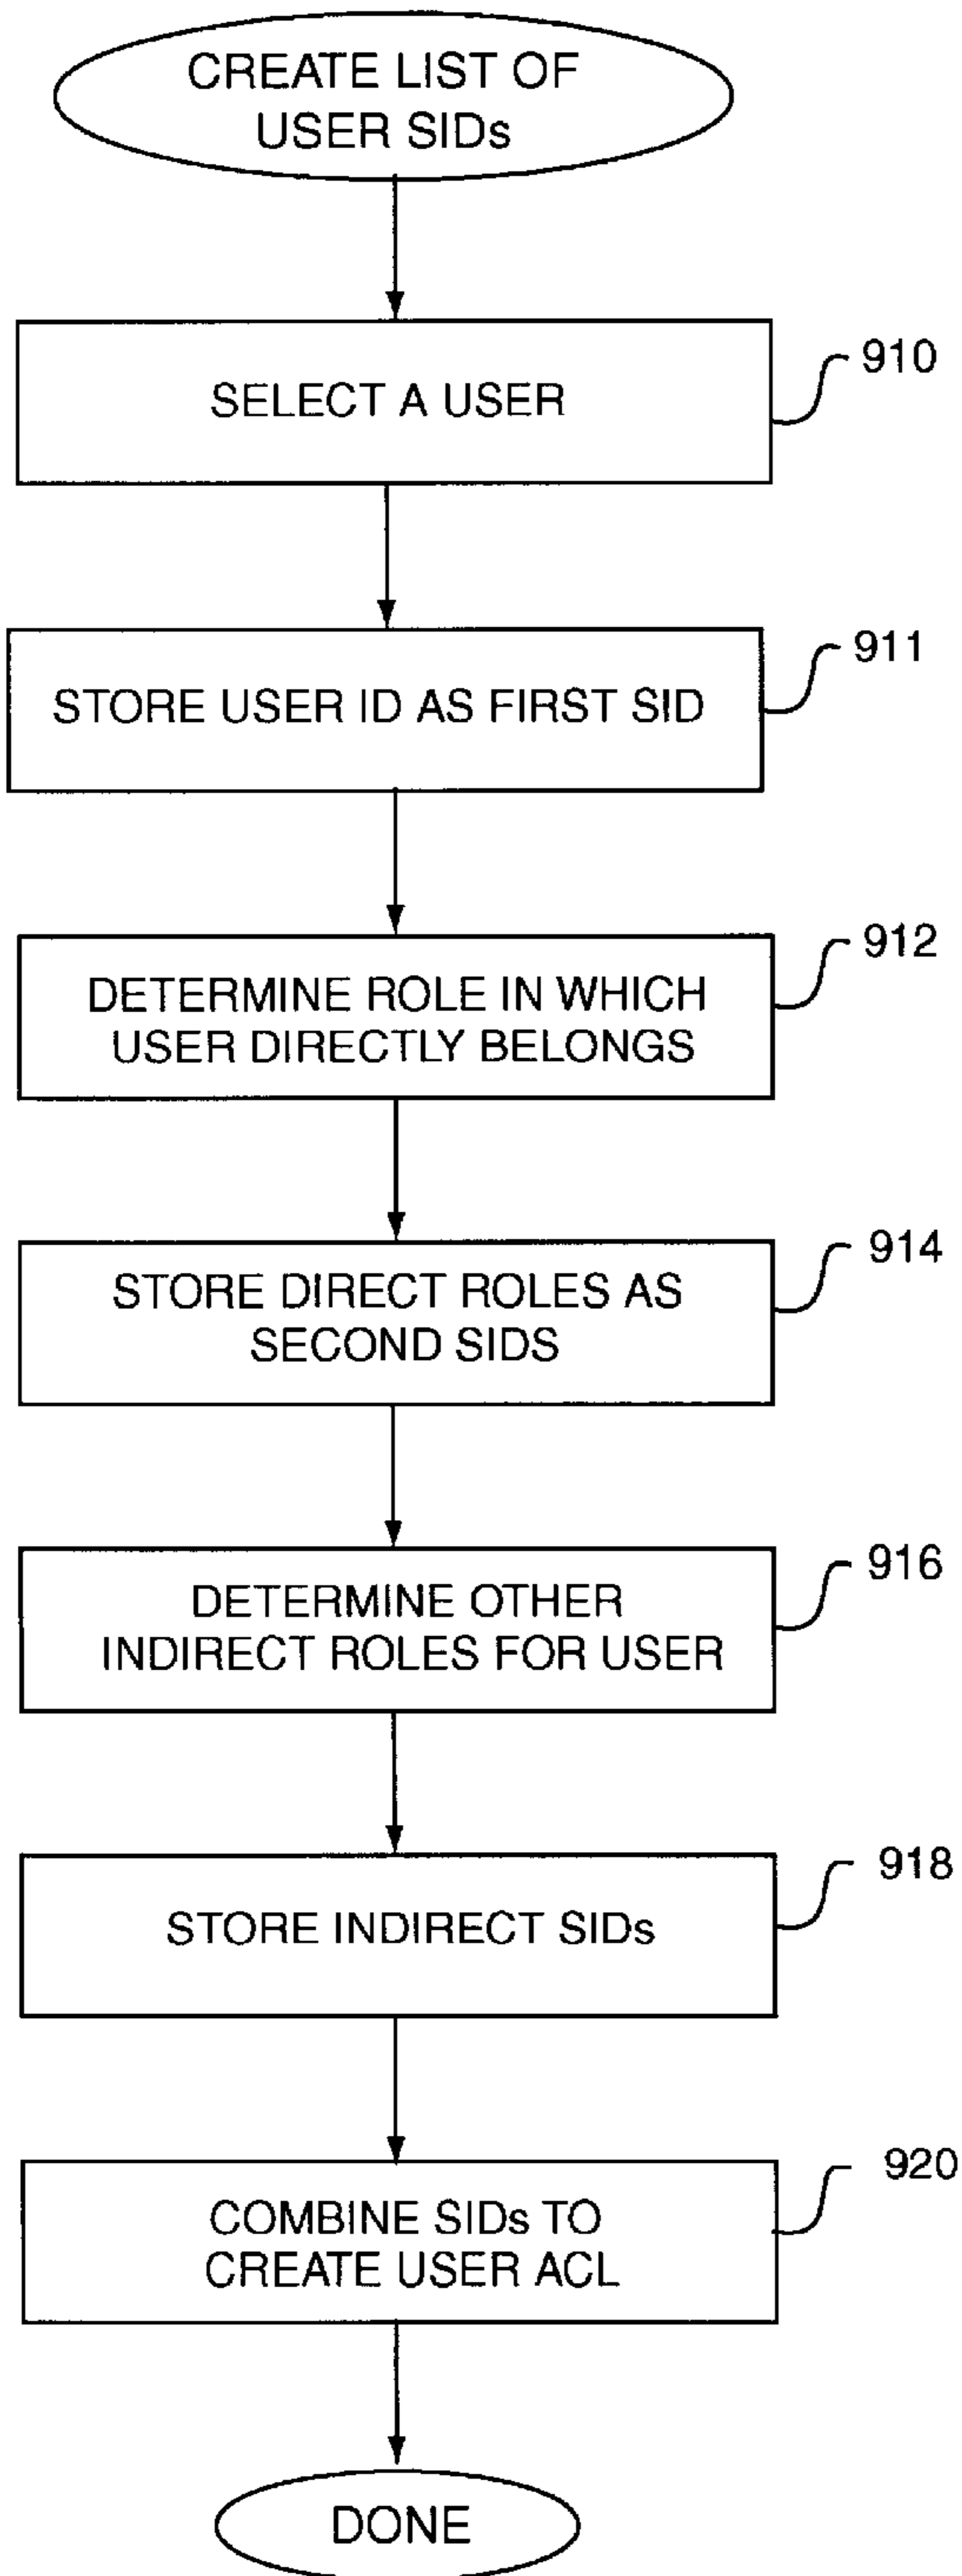 CREATE LIST OF
USER SIDs
910
SELECT A USER
911
STORE USER ID AS FIRST SID
912
DETERMINE ROLE IN WHICH
USER DIRECTLY BELONGS
914
STORE DIRECT ROLES AS
SECOND SIDS
916
DETERMINE OTHER
INDIRECT ROLES FOR USER
918
STORE INDIRECT SIDs
920
COMBINE SIDs TO
CREATE USER ACL
DONE